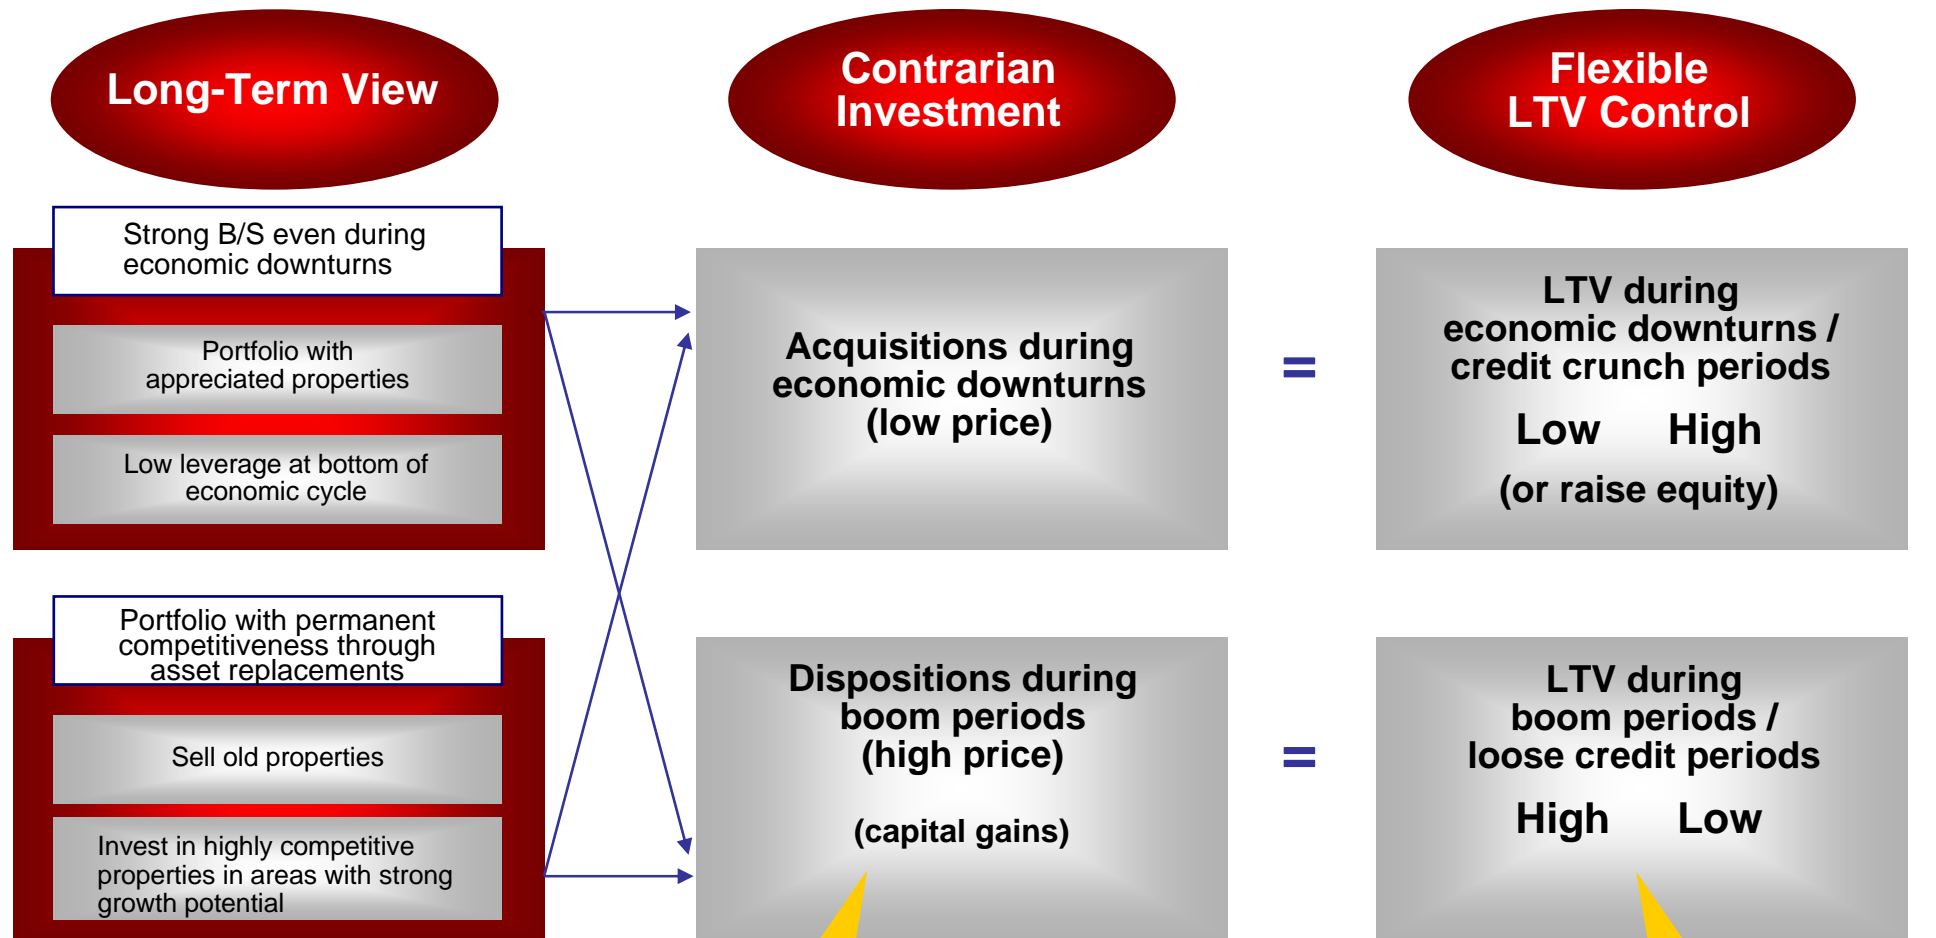 Long-Term View
Contrarian
Investment
Flexible
LTV Control
Strong B/S even during
economic downturns
Portfolio with
appreciated properties
Low leverage at bottom of
economic cycle
Acquisitions during
economic downturns
(low price)
=
LTV during
economic downturns /
credit crunch periods
Low High
(or raise equity)
Portfolio with permanent
competitiveness through
asset replacements
Sell old properties
Invest in highly competitive
properties in areas with strong
growth potential
Dispositions during
boom periods
(high price)
(capital gains)
=
LTV during
boom periods /
loose credit periods
High Low